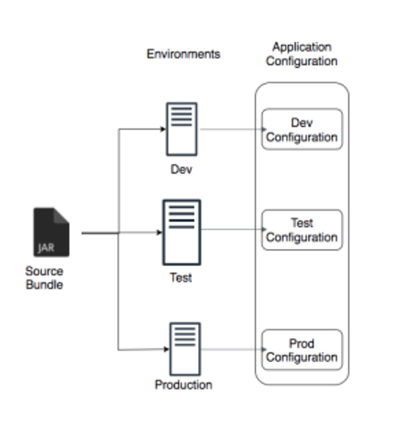 Environments
Application
Configuration
Dev
Configuration
Dev
Test
Configuration
JAR
Source
Bundle
Test
Prod
Configuration
Production